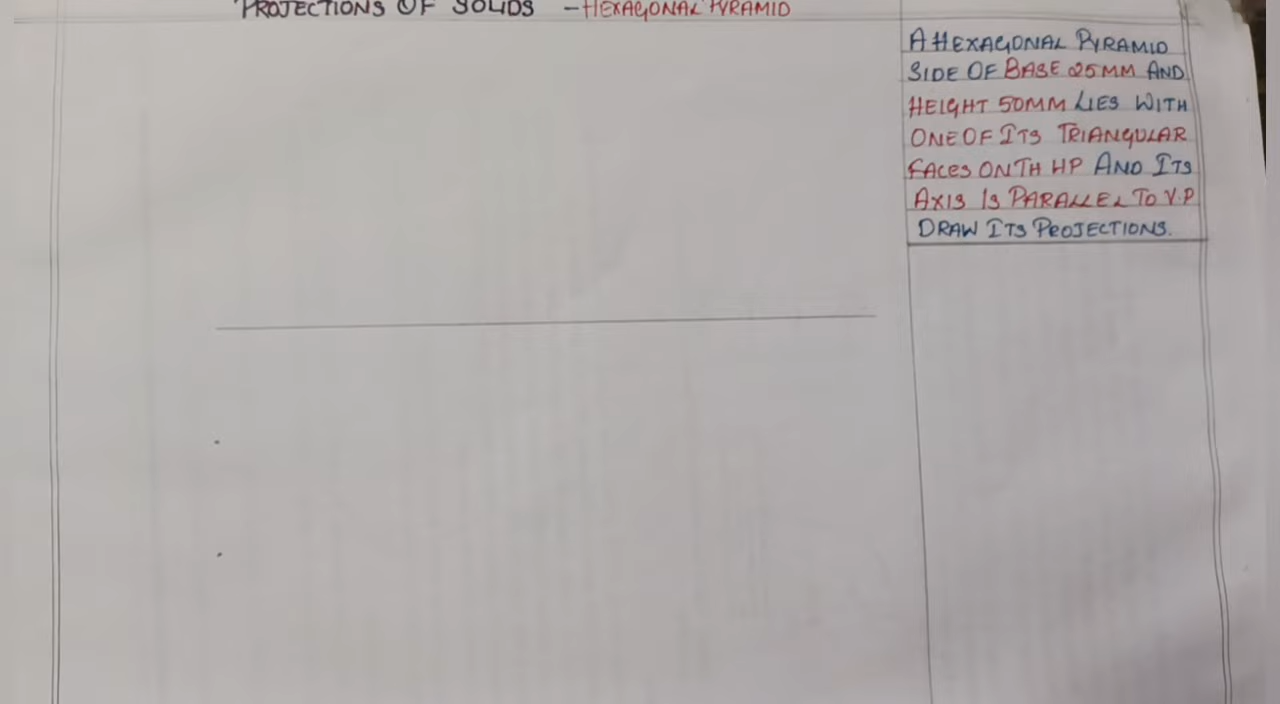 PROJECTIONS OF SOLIDS - HEXAGONAL PYRAMID
A HEXAGONAL PYRAMID
SIDE OF BASE 25MM AND
HEIGHT 50MM LIES WITH
ONE OF ITS TRIANGULAR
FACES ON TH HP AND ITS
AXIS IS PARALLEL TO V.P
DRAW ITS PROJECTIONS.